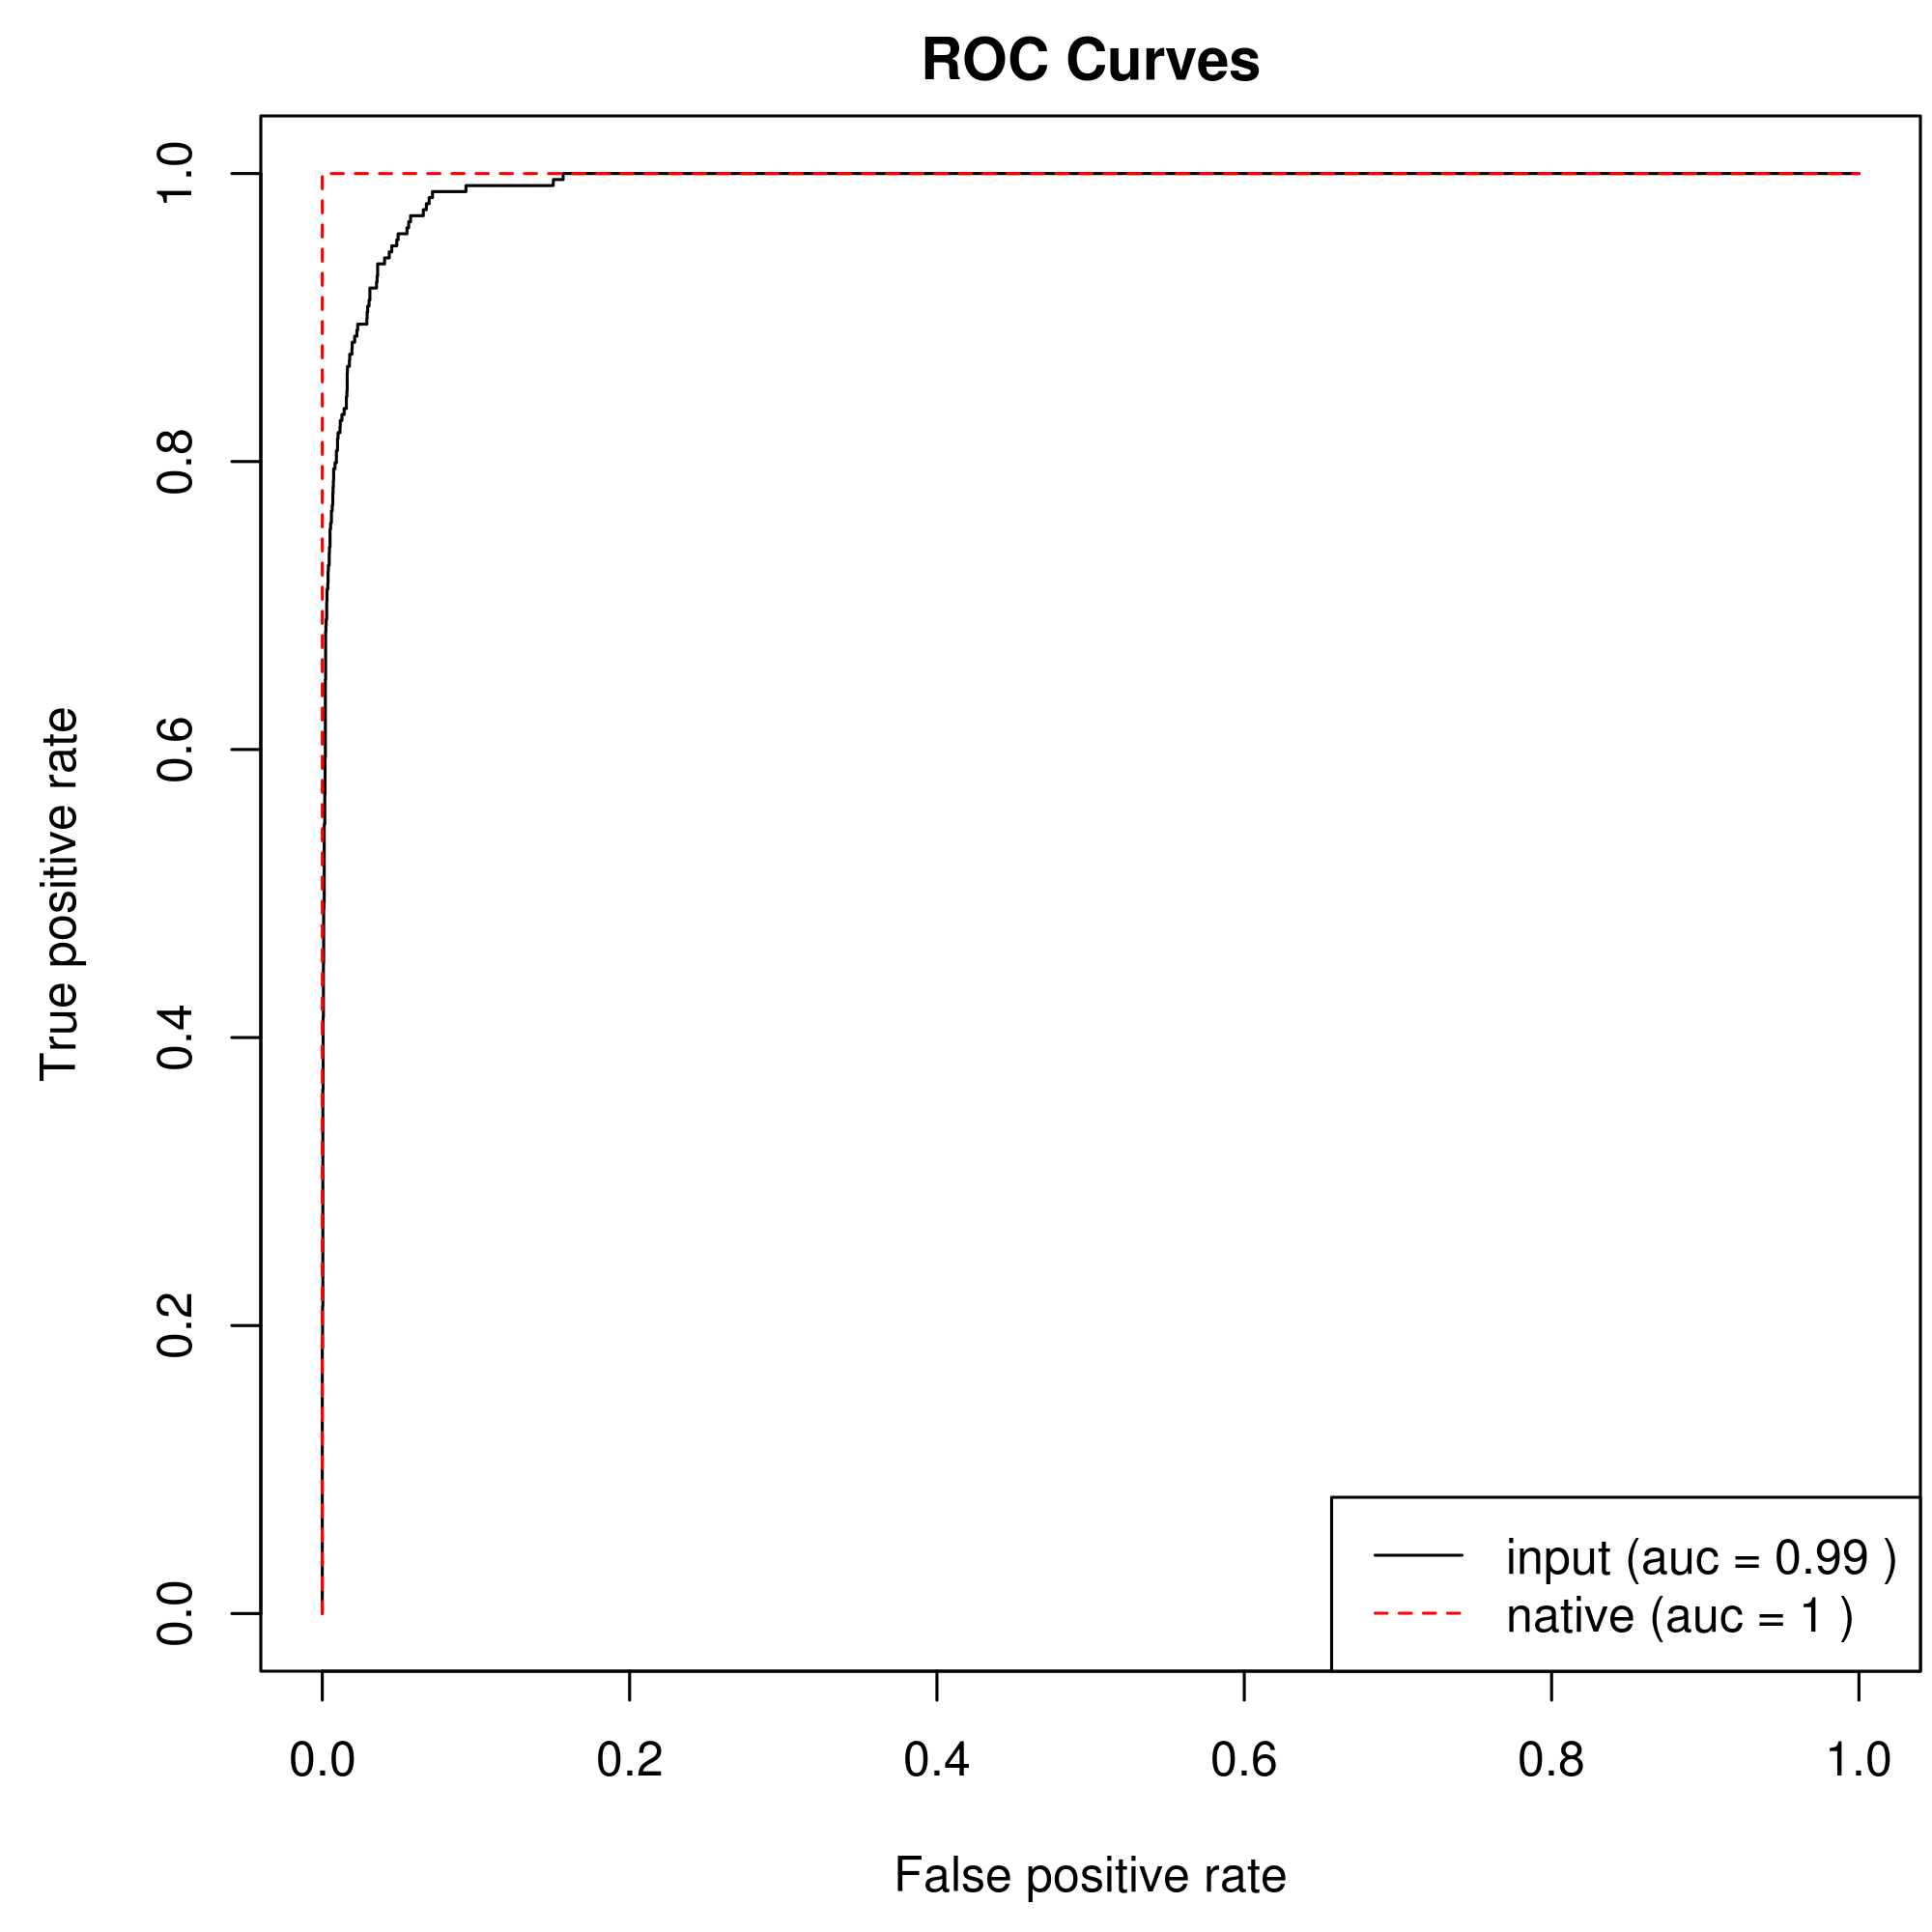 ROC Curves
True positive rate
1.0
0.8
0.6
0.4
0.2
0.0
input (auc = 0.99 )
native (auc = 1 )
0.0 0.2 0.4 0.6 0.8 1.0
False positive rate